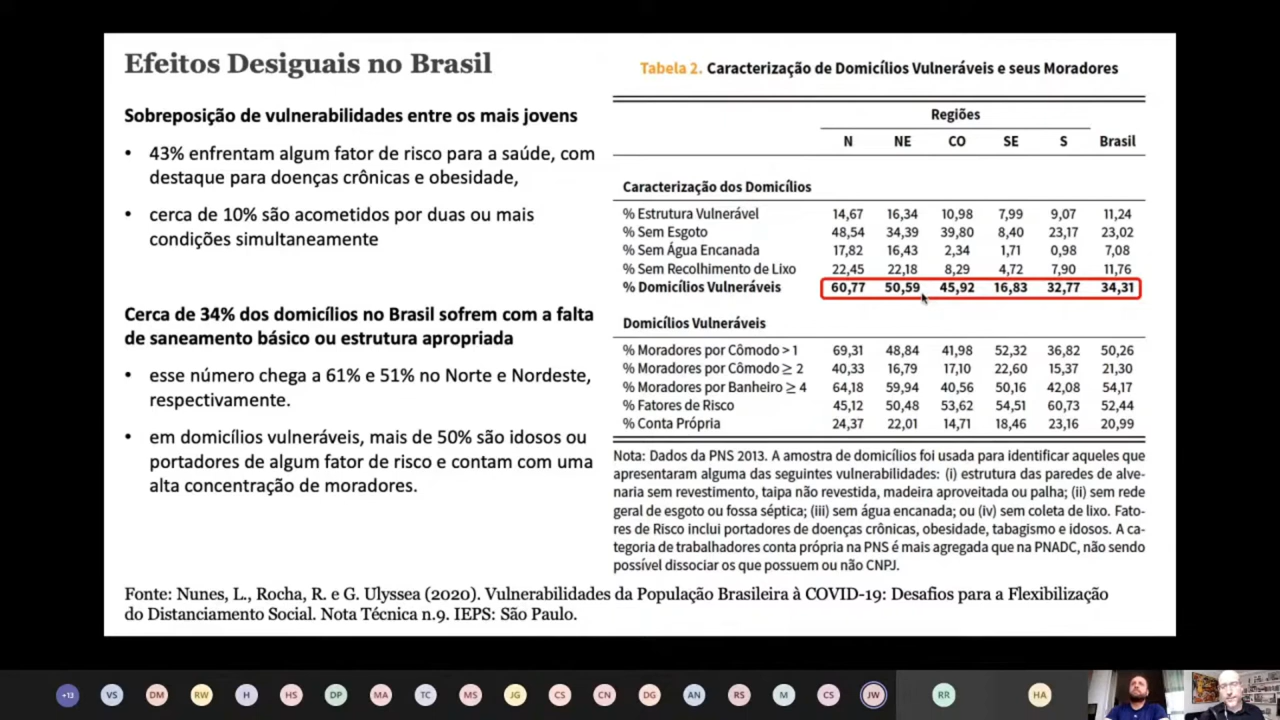 Efeitos Desiguais no Brasil
Sobreposição de vulnerabilidades entre os mais jovens
• 43% enfrentam algum fator de risco para a saúde, com
destaque para doenças crônicas e obesidade,
• cerca de 10% são acometidos por duas ou mais
condições simultaneamente
Cerca de 34% dos domicílios no Brasil sofrem com a falta
de saneamento básico ou estrutura apropriada
• esse número chega a 61% e 51% no Norte e Nordeste,
respectivamente.
• em domicílios vulneráveis, mais de 50% são idosos ou
portadores de algum fator de risco e contam com uma
alta concentração de moradores.
Tabela 2. Caracterização de Domicílios Vulneráveis e seus Moradores
Regiões
N NE CO SE S Brasil
Caracterização dos Domicílios
% Estrutura Vulnerável 14,67 16,34 10,98 7,99 9,07 11,24
% Sem Esgoto 48,54 34,39 39,80 8,40 23,17 23,02
% Sem Água Encanada 17,82 16,43 2,34 1,71 0,98 7,08
% Sem Recolhimento de Lixo 22,45 22,18 8,29 4,72 7,90 11,76
% Domicílios Vulneráveis 60,77 50,59 45,92 16,83 32,77 34,31
Domicílios Vulneráveis
% Moradores por Cômodo > 1 69,31 48,84 41,98 52,32 36,82 50,26
% Moradores por Cômodo ≥ 2 40,33 16,79 17,10 22,60 15,37 21,30
% Moradores por Banheiro ≥ 4 64,18 59,94 40,56 50,16 42,08 54,17
% Fatores de Risco 45,12 50,48 53,62 54,51 60,73 52,44
% Conta Própria 24,37 22,01 14,71 18,46 23,16 20,99
Nota: Dados da PNS 2013. A amostra de domicílios foi usada para identificar aqueles que
apresentaram alguma das seguintes vulnerabilidades: (i) estrutura das paredes de alve-
naria sem revestimento, taipa não revestida, madeira aproveitada ou palha; (ii) sem rede
geral de esgoto ou fossa séptica; (iii) sem água encanada; ou (iv) sem coleta de lixo. Fato-
res de Risco inclui portadores de doenças crônicas, obesidade, tabagismo e idosos. A ca-
tegoria de trabalhadores conta própria na PNS é mais agregada que na PNADC, não sendo
possível dissociar os que possuem ou não CNPJ.
Fonte: Nunes, L., Rocha, R. e G. Ulyssea (2020). Vulnerabilidades da População Brasileira à COVID-19: Desafios para a Flexibilização
do Distanciamento Social. Nota Técnica n.9. IEPS: São Paulo.
+13 VS DM RW H HS DP MA TC MS JG CS CN DG AN RS M CS JW RR HA